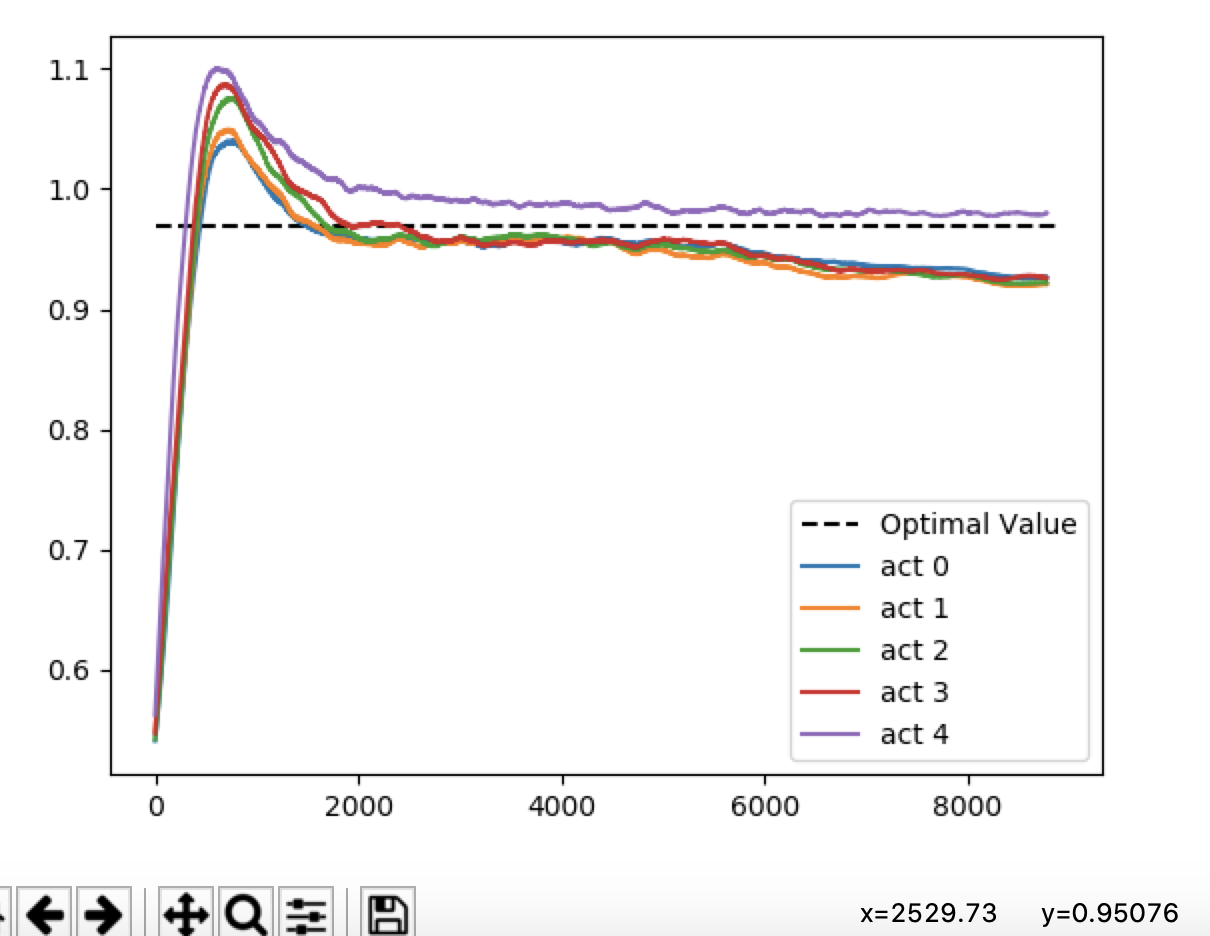 1.1
1.0
0.9
0.8
0.7
0.6
0 2000 4000 6000 8000
Optimal Value
act 0
act 1
act 2
act 3
act 4
x=2529.73 y=0.95076